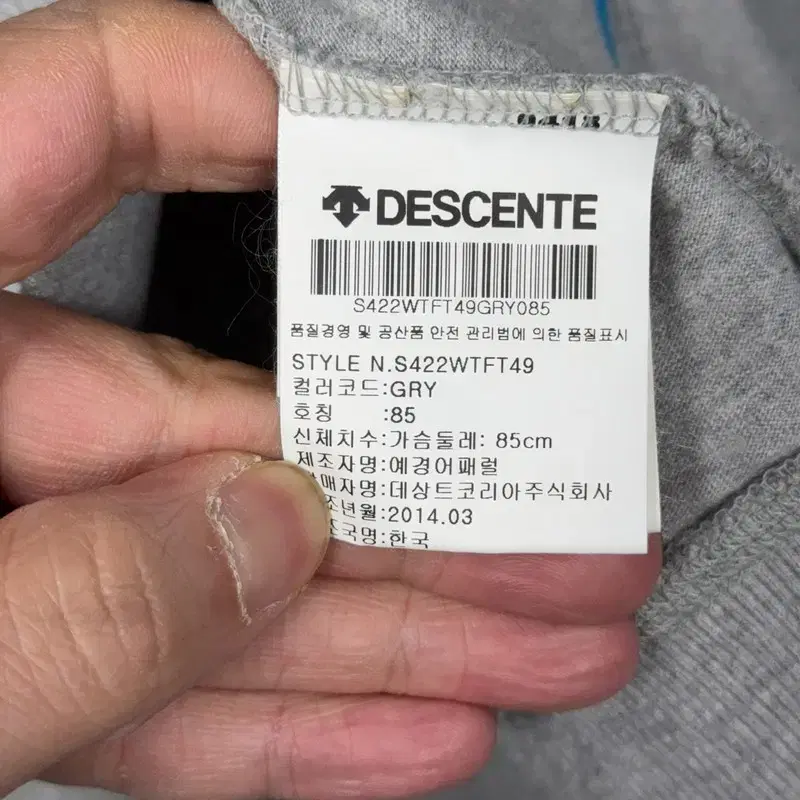 DESCENTE
S422WTFT49GRY085
품질경영 및 공산품 안전 관리법에 의한 품질표시
STYLE N.S422WTFT49
컬러코드:GRY
호칭 :85
신체치수:가슴둘레: 85cm
제조자명:예경어패럴
매자명:데상트코리아주식회사
조년월:2014.03
조국명:한국